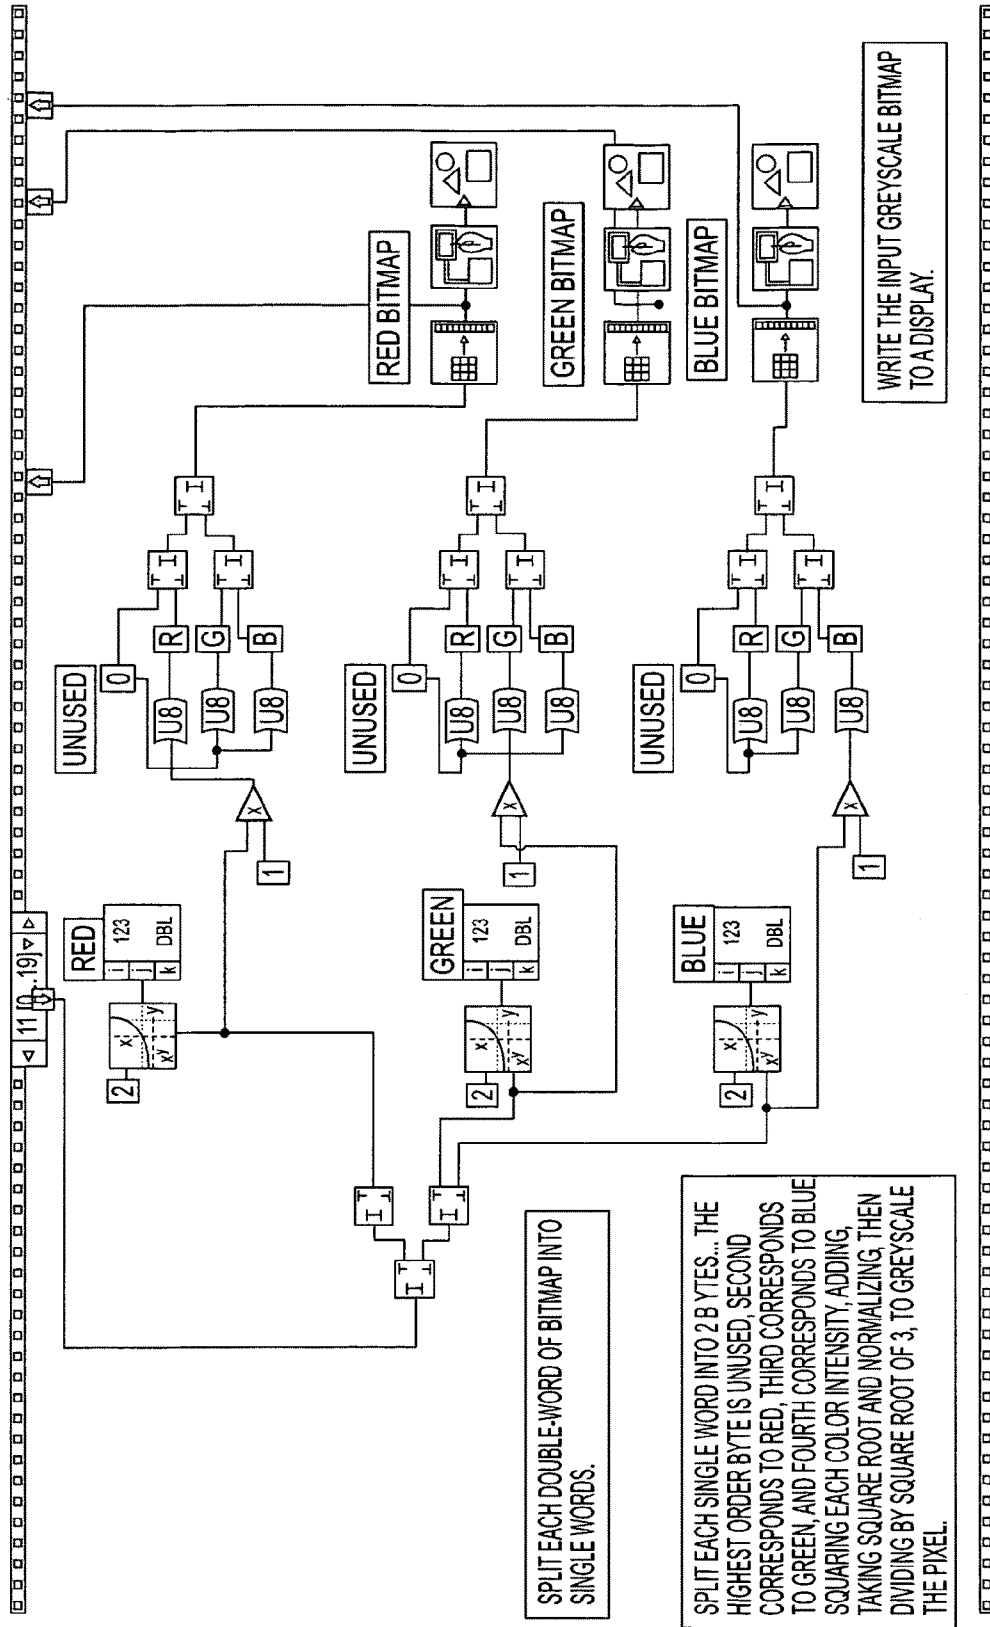 11 [0..19]
SPLIT EACH DOUBLE-WORD OF BITMAP INTO
SINGLE WORDS.
SPLIT EACH SINGLE WORD INTO 2 B YTES... THE
HIGHEST ORDER BYTE IS UNUSED, SECOND
CORRESPONDS TO RED, THIRD CORRESPONDS
TO GREEN, AND FOURTH CORRESPONDS TO BLUE
SQUARING EACH COLOR INTENSITY, ADDING,
TAKING SQUARE ROOT AND NORMALIZING, THEN
DIVIDING BY SQUARE ROOT OF 3, TO GREYSCALE
THE PIXEL.
2
x
y
xy
RED
i
j
k
123
DBL
1
x
UNUSED
0
U8
U8
U8
R
G
B
RED BITMAP
2
x
y
xy
GREEN
i
j
k
123
DBL
1
x
UNUSED
0
U8
U8
U8
R
G
B
GREEN BITMAP
2
x
y
xy
BLUE
i
j
k
123
DBL
1
x
UNUSED
0
U8
U8
U8
R
G
B
BLUE BITMAP
WRITE THE INPUT GREYSCALE BITMAP
TO A DISPLAY.